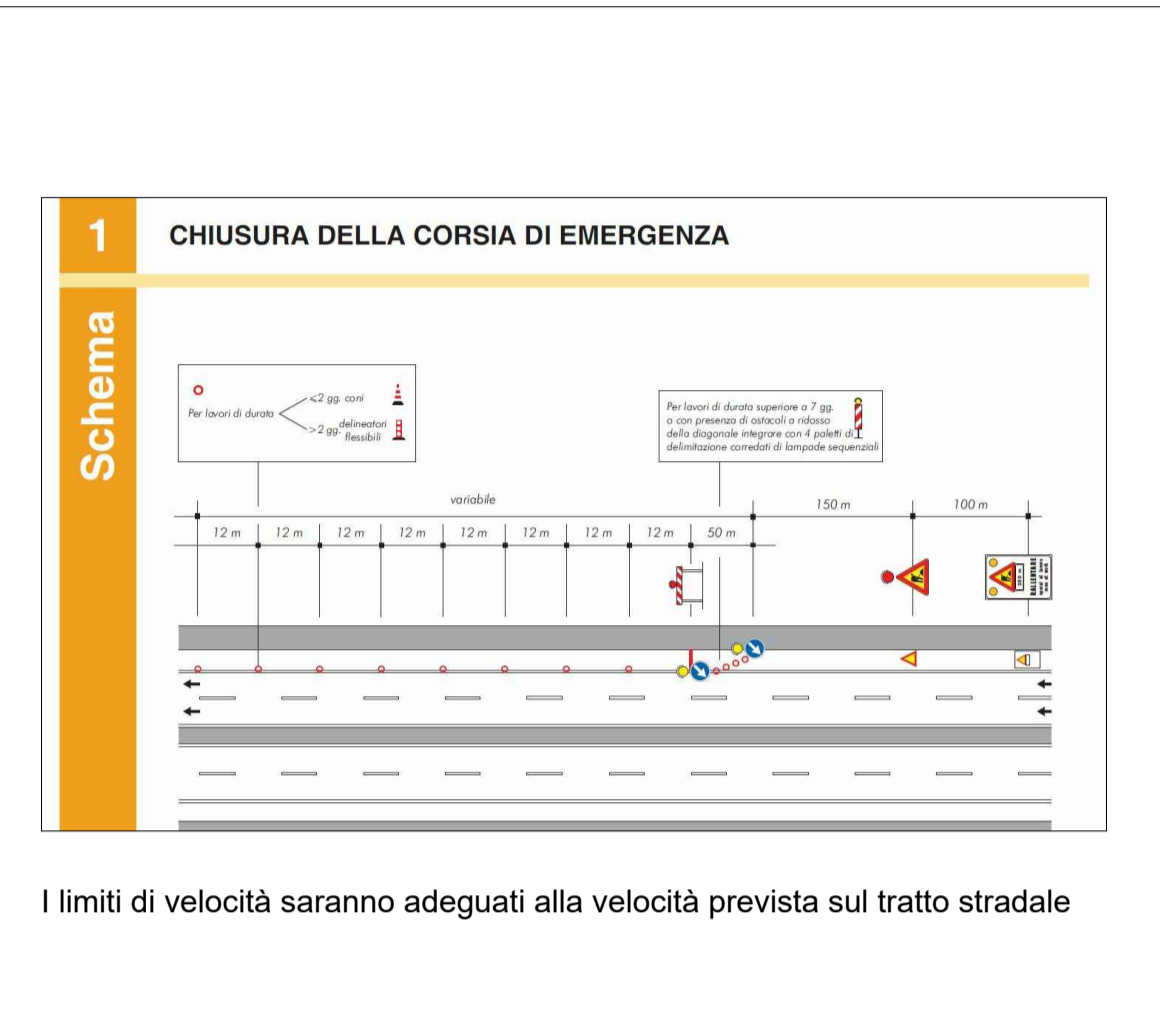 1
CHIUSURA DELLA CORSIA DI EMERGENZA
Schema
Per lavori di durata
⩽2 gg. coni
>2 gg. delineatori
flessibili
Per lavori di durata superiore a 7 gg.
o con presenza di ostacoli a ridosso
della diagonale integrare con 4 paletti di
delimitazione corredati di lampade sequenziali
variabile
150 m
100 m
12 m
12 m
12 m
12 m
12 m
12 m
12 m
12 m
50 m
RALLENTARE
I limiti di velocità saranno adeguati alla velocità prevista sul tratto stradale